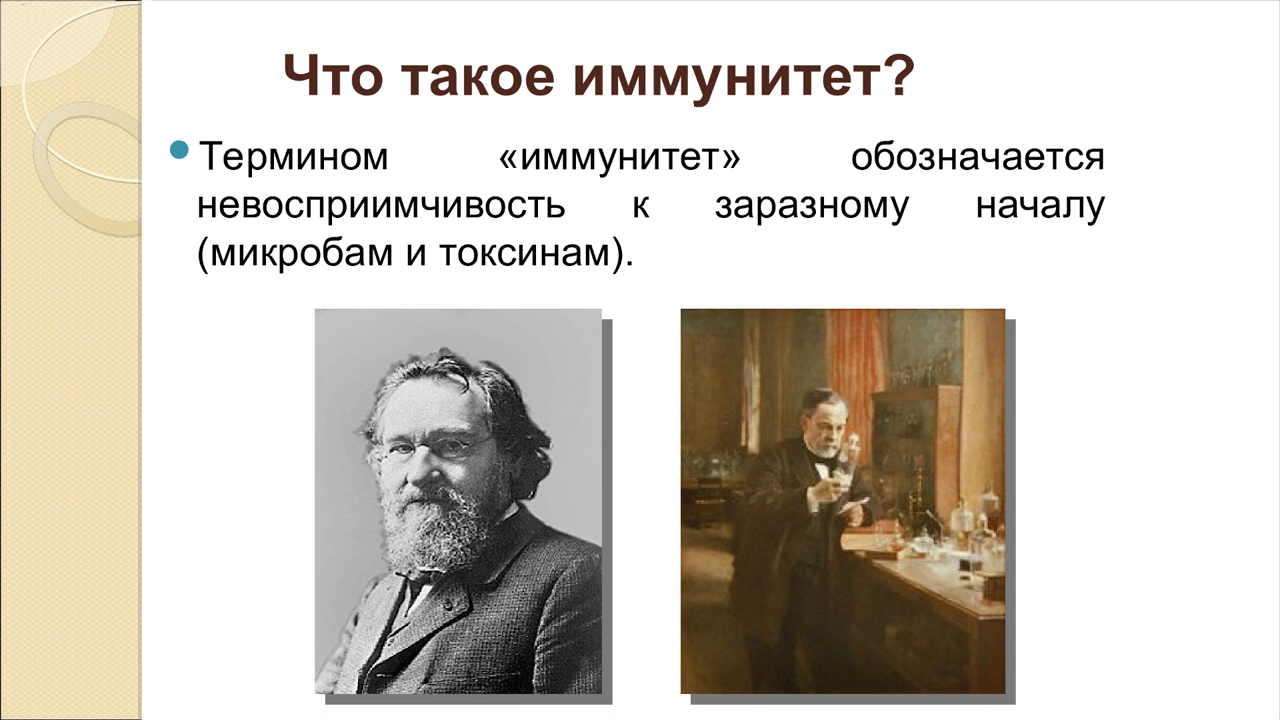 Что такое иммунитет?
Термином «иммунитет» обозначается
невосприимчивость к заразному началу
(микробам и токсинам).